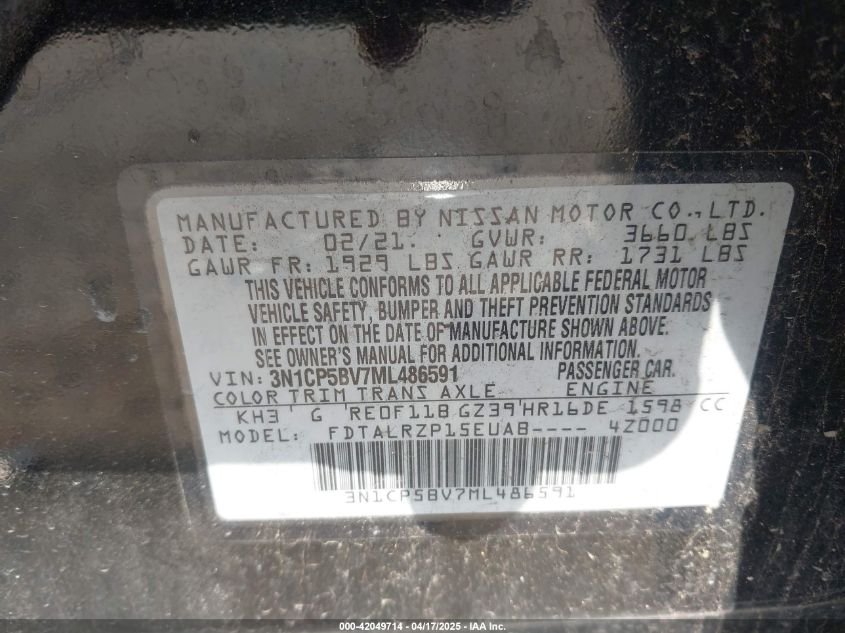 MANUFACTURED BY NISSAN MOTOR CO., LTD.
DATE: 02/21. GVWR: 3660 LBS
GAWR FR: 1929 LBS GAWR RR: 1731 LBS
THIS VEHICLE CONFORMS TO ALL APPLICABLE FEDERAL MOTOR
VEHICLE SAFETY, BUMPER AND THEFT PREVENTION STANDARDS
IN EFFECT ON THE DATE OF MANUFACTURE SHOWN ABOVE.
SEE OWNER'S MANUAL FOR ADDITIONAL INFORMATION.
VIN: 3N1CP5BV7ML486591 PASSENGER CAR.
COLOR TRIM TRANS AXLE ENGINE
KH3 G RE0F11B GZ39 HR16DE 1598 CC
MODEL: FDTALRZP15EUAB---- 4Z000
3N1CP5BV7ML486591
000-42049714 - 04/17/2025 - IAA Inc.